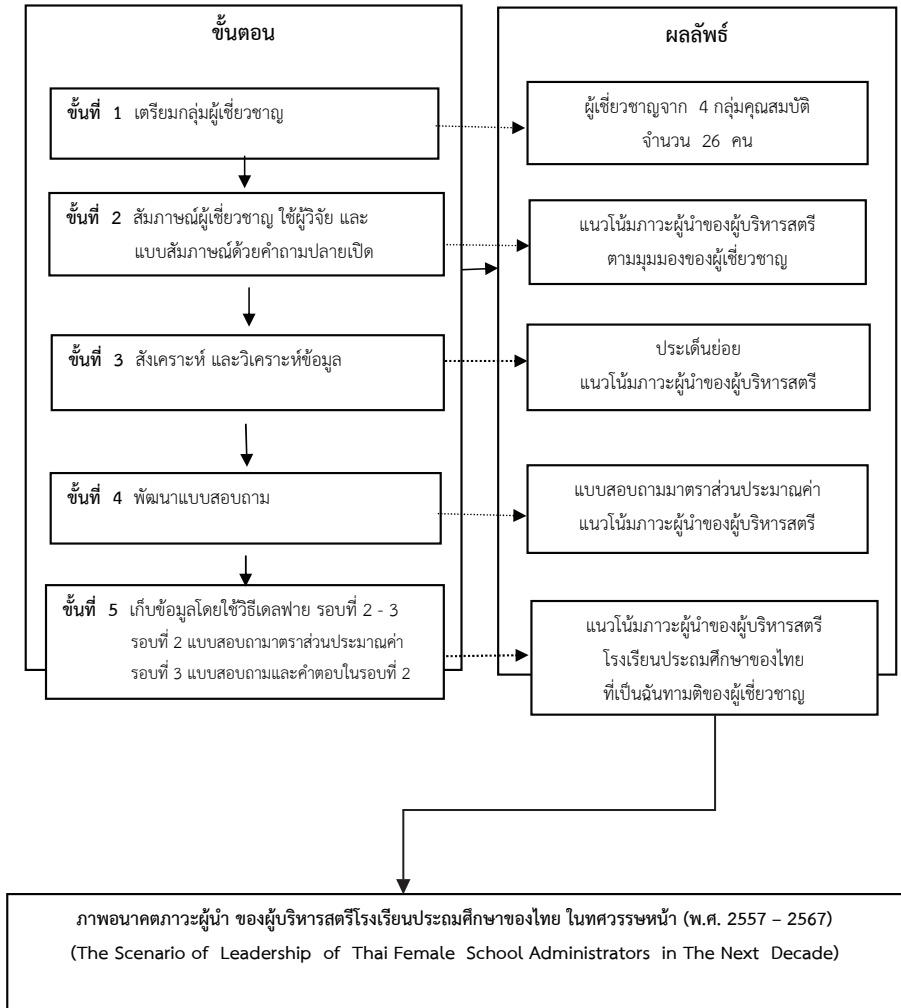 ขั้นตอน
ขั้นที่ 1 เตรียมกลุ่มผู้เชี่ยวชาญ
ขั้นที่ 2 สัมภาษณ์ผู้เชี่ยวชาญ ใช้ผู้วิจัย และ
แบบสัมภาษณ์ด้วยคำถามปลายเปิด
ขั้นที่ 3 สังเคราะห์ และวิเคราะห์ข้อมูล
ขั้นที่ 4 พัฒนาแบบสอบถาม
ขั้นที่ 5 เก็บข้อมูลโดยใช้วิธีเดลฟาย รอบที่ 2 - 3
รอบที่ 2 แบบสอบถามาตราส่วนประมาณค่า
รอบที่ 3 แบบสอบถามและคำตอบในรอบที่ 2
ผลลัพธ์
ผู้เชี่ยวชาญจาก 4 กลุ่มคุณสมบัติ
จำนวน 26 คน
แนวโน้มภาวะผู้นำของผู้บริหารสตรี
ตามมุมมองของผู้เชี่ยวชาญ
ประเด็นย่อย
แนวโน้มภาวะผู้นำของผู้บริหารสตรี
แบบสอบถามมาตราส่วนประมาณค่า
แนวโน้มภาวะผู้นำของผู้บริหารสตรี
แนวโน้มภาวะผู้นำของผู้บริหารสตรี
โรงเรียนประถมศึกษาของไทย
ที่เป็นฉันทามติของผู้เชี่ยวชาญ
ภาพอนาคตภาวะผู้นำ ของผู้บริหารสตรีโรงเรียนประถมศึกษาของไทย ในทศวรรษหน้า (พ.ศ. 2557 – 2567)
(The Scenario of Leadership of Thai Female School Administrators in The Next Decade)